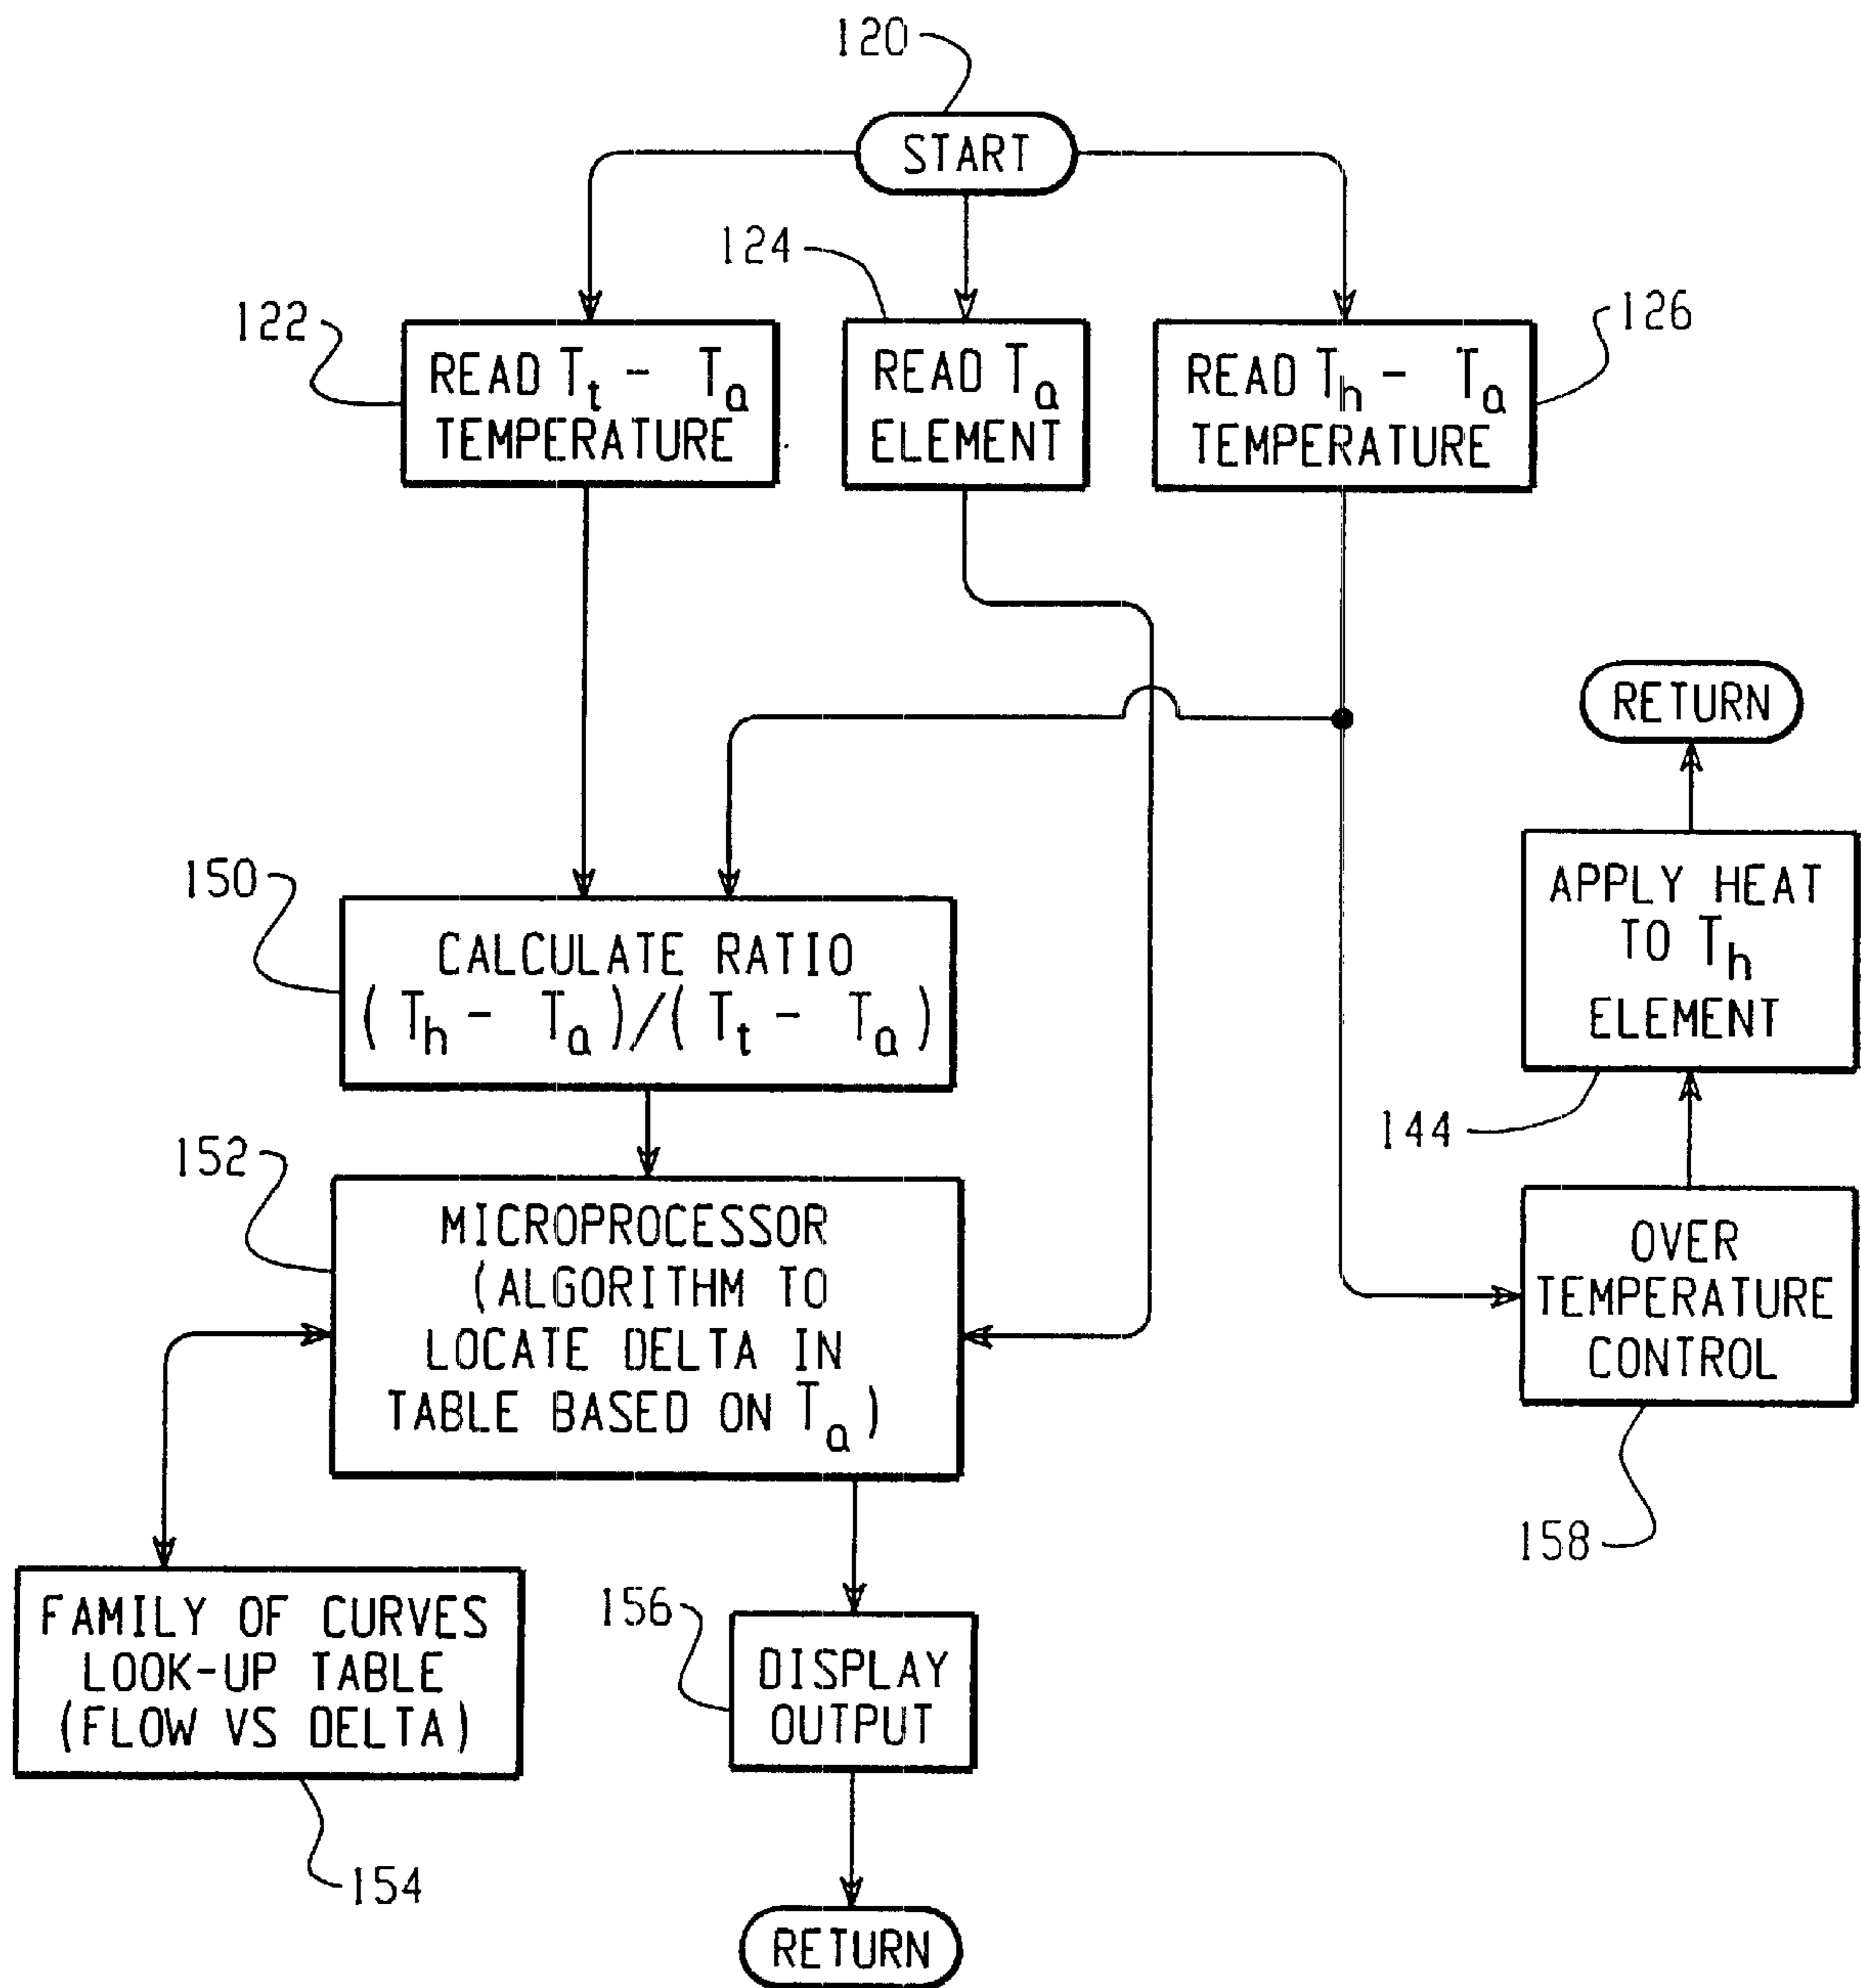 120
START
124
122
126
READ Tt - Ta
TEMPERATURE
READ Ta
ELEMENT
READ Th - Ta
TEMPERATURE
RETURN
150
CALCULATE RATIO
(Th - Ta)/(Tt - Ta)
APPLY HEAT
TO Th
ELEMENT
144
152
MICROPROCESSOR
(ALGORITHM TO
LOCATE DELTA IN
TABLE BASED ON Ta)
OVER
TEMPERATURE
CONTROL
158
FAMILY OF CURVES
LOOK-UP TABLE
(FLOW VS DELTA)
154
156
DISPLAY
OUTPUT
RETURN